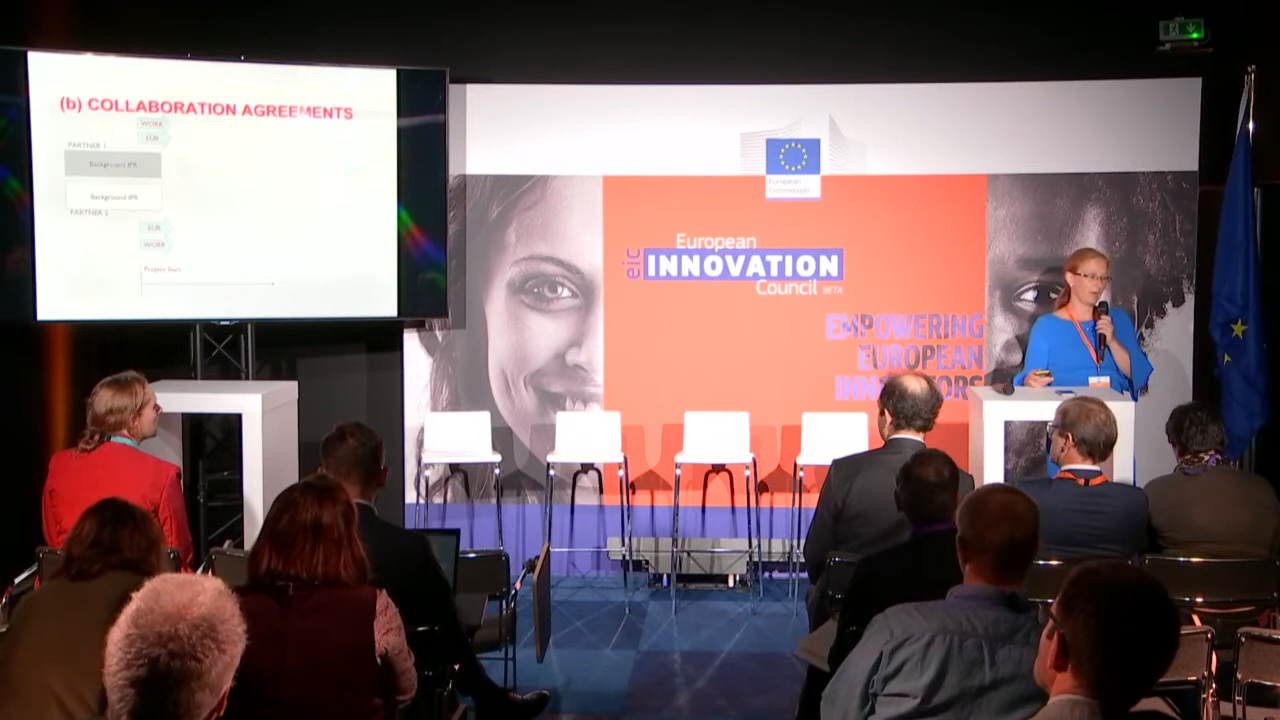 (b) COLLABORATION AGREEMENTS
WORK
EUR
PARTNER 1
Background IPR
Background IPR
PARTNER 2
EUR
WORK
Project Start
European
Commission
European
eic
INNOVATION
Council BETA
EMPOWERING
EUROPEAN